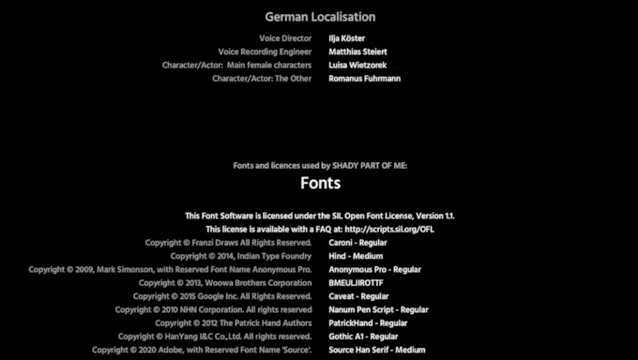 German Localisation
Voice Director Ilja Köster
Voice Recording Engineer Matthias Steiert
Character/Actor: Main female characters Luisa Wietzorek
Character/Actor: The Other Romanus Fuhrmann
Fonts and licences used by SHADY PART OF ME:
Fonts
This Font Software is licensed under the SIL Open Font License, Version 1.1.
This license is available with a FAQ at: http://scripts.sil.org/OFL
Copyright © Franzi Draws All Rights Reserved. Caroni - Regular
Copyright © 2014, Indian Type Foundry Hind - Medium
Copyright © 2009, Mark Simonson, with Reserved Font Name Anonymous Pro. Anonymous Pro - Regular
Copyright © 2013, Woowa Brothers Corporation BMEULJIROTTF
Copyright © 2015 Google Inc. All Rights Reserved. Caveat - Regular
Copyright © 2010 NHN Corporation. All rights Reserved Nanum Pen Script - Regular
Copyright © 2012 The Patrick Hand Authors PatrickHand - Regular
Copyright © HanYang I&C Co,.Ltd. All rights reserved Gothic A1 - Regular
Copyright © 2020 Adobe, with Reserved Font Name 'Source'. Source Han Serif - Medium